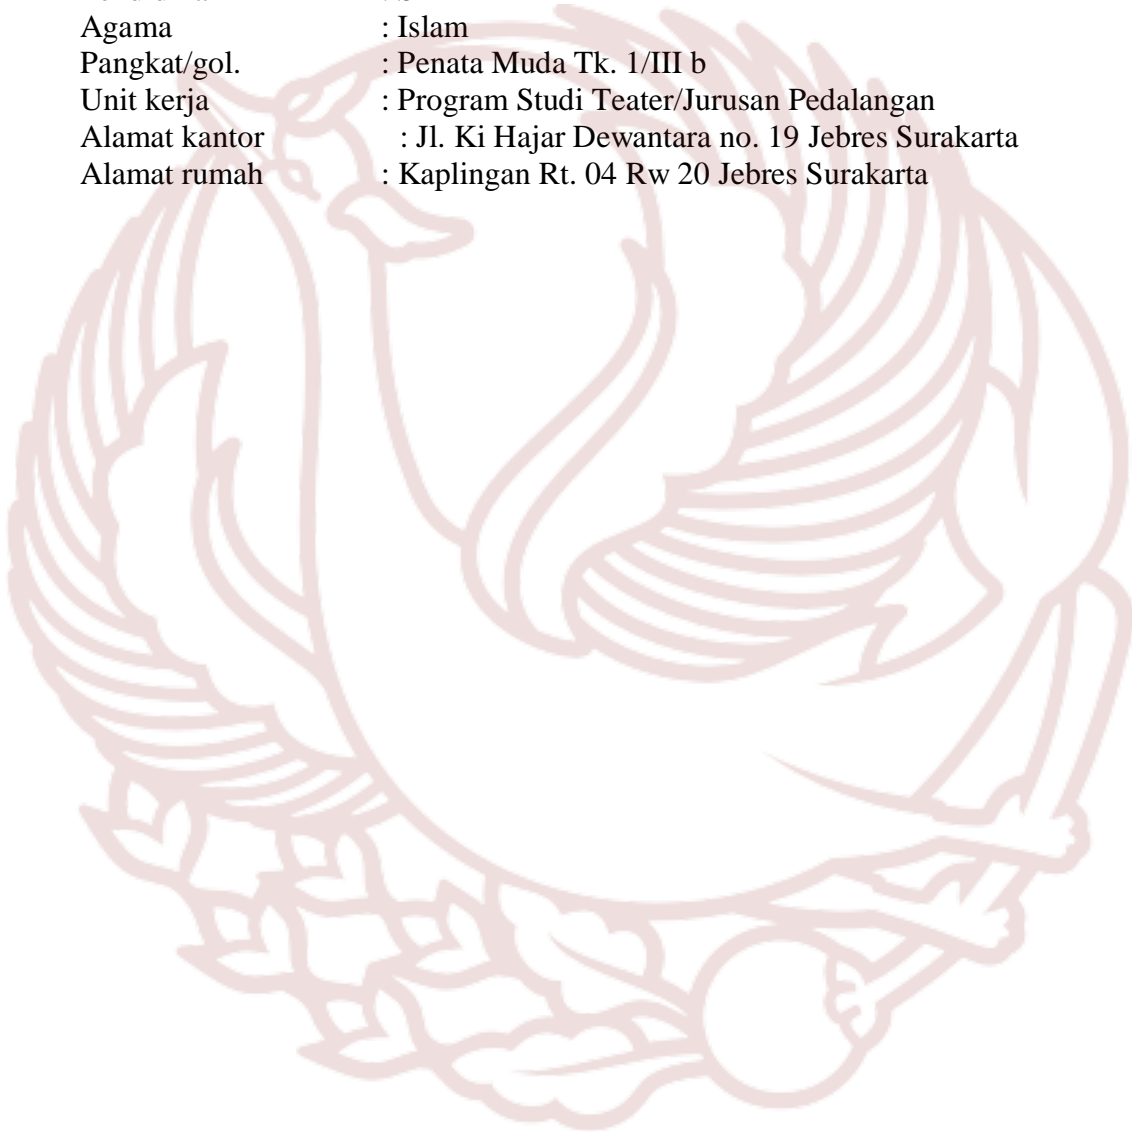 Agama : Islam
Pangkat/gol. : Penata Muda Tk. 1/III b
Unit kerja : Program Studi Teater/Jurusan Pedalangan
Alamat kantor : Jl. Ki Hajar Dewantara no. 19 Jebres Surakarta
Alamat rumah : Kaplingan Rt. 04 Rw 20 Jebres Surakarta